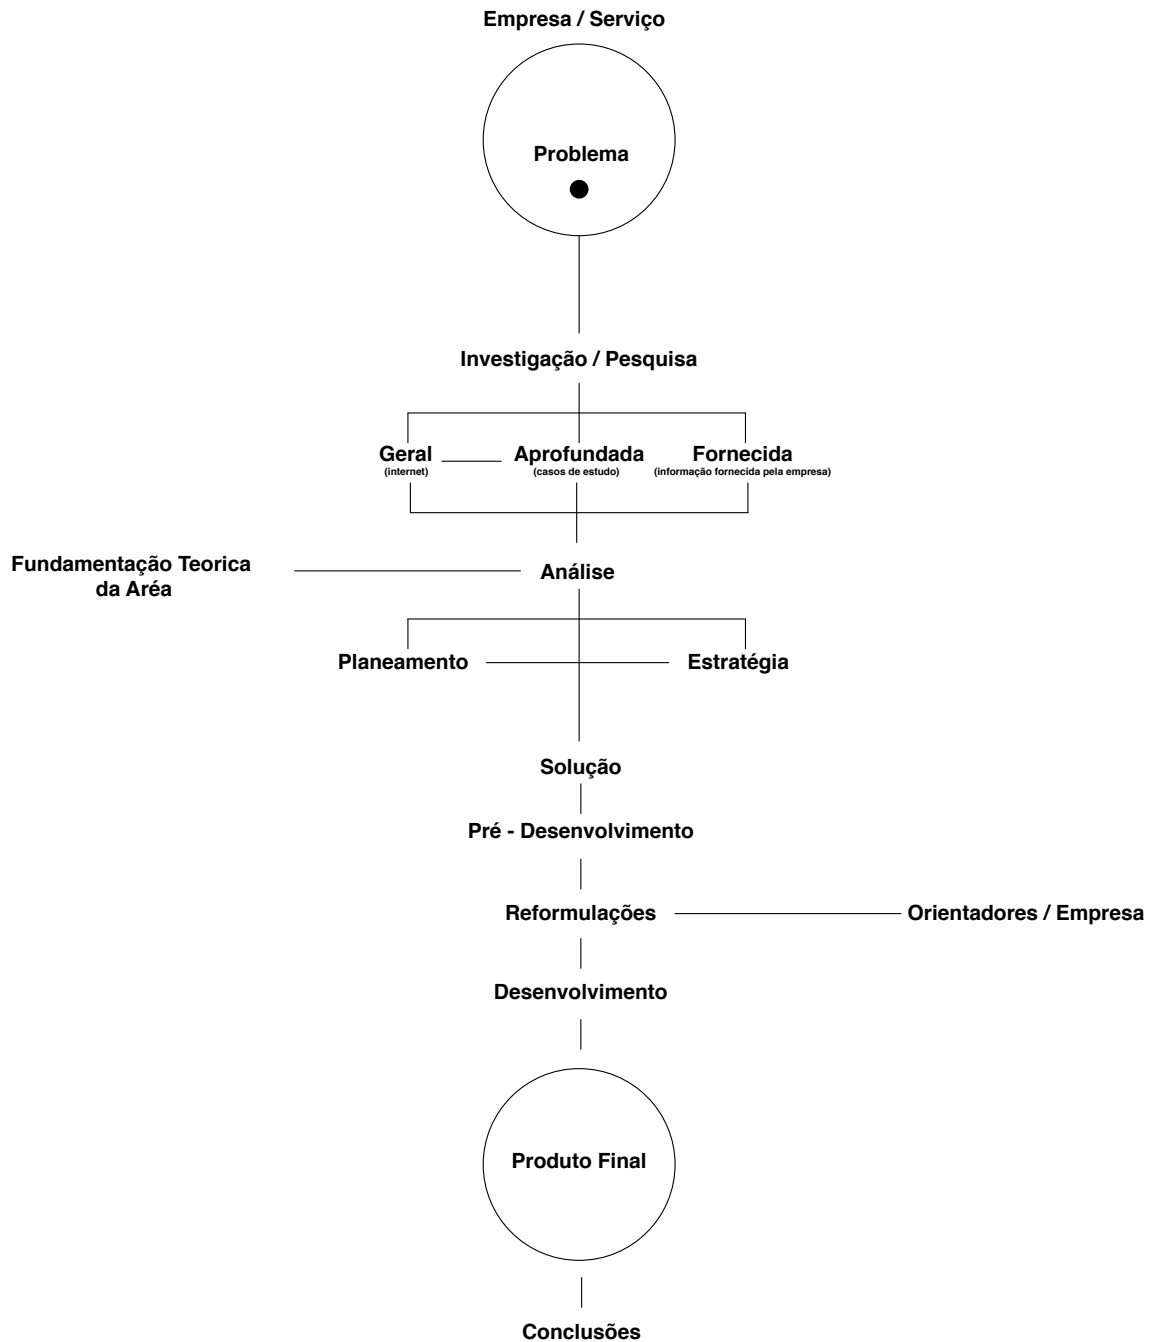 Empresa / Serviço
Problema
Investigação / Pesquisa
Geral
(internet)
Aprofundada
(casos de estudo)
Fornecida
(informação fornecida pela empresa)
Fundamentação Teorica
da Aréa
Análise
Planeamento
Estratégia
Solução
Pré - Desenvolvimento
Reformulações
Orientadores / Empresa
Desenvolvimento
Produto Final
Conclusões